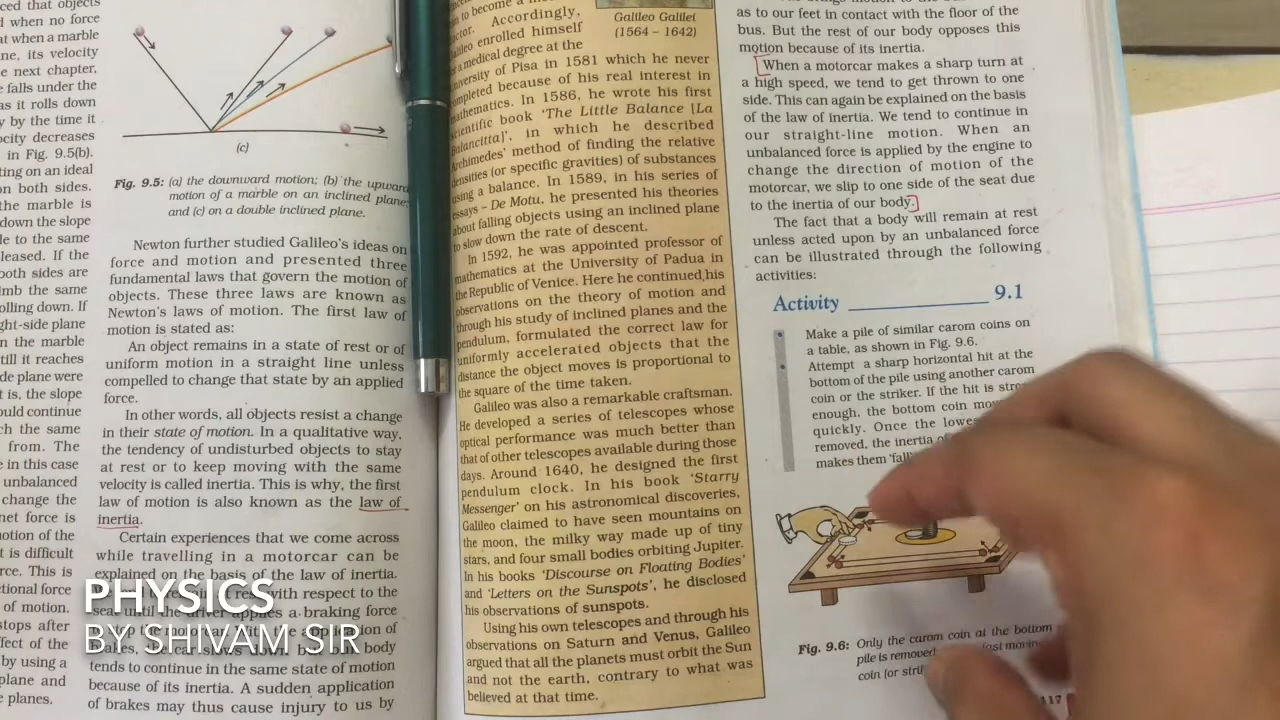 ced that objects
d when no force
at when a marble
ne, its velocity
e next chapter,
falls under the
as it rolls down
y by the time it
ocity decreases
in Fig. 9.5(b).
ting on an ideal
on both sides.
the marble is
down the slope
le to the same
leased. If the
both sides are
imb the same
olling down. If
ght-side plane
n the marble
till it reaches
de plane were
t is, the slope
ould continue
ch the same
from. The
e in this case
unbalanced
change the
net force is
otion of the
t is difficult
rce. This is
ctional force
of motion.
stops after
ffect of the
by using a
plane and
e planes.
(c)
Fig. 9.5: (a) the downward motion; (b) the upward
motion of a marble on an inclined plane;
and (c) on a double inclined plane.
Newton further studied Galileo's ideas on
force and motion and presented three
fundamental laws that govern the motion of
objects. These three laws are known as
Newton's laws of motion. The first law of
motion is stated as:
An object remains in a state of rest or of
uniform motion in a straight line unless
compelled to change that state by an applied
force.
In other words, all objects resist a change
in their state of motion. In a qualitative way,
the tendency of undisturbed objects to stay
at rest or to keep moving with the same
velocity is called inertia. This is why, the first
law of motion is also known as the law of
inertia.
Certain experiences that we come across
while travelling in a motorcar can be
explained on the basis of the law of inertia.
with respect to the
applies a braking force
of
body
tends to continue in the same state of motion
because of its inertia. A sudden application
of brakes may thus cause injury to us by
PHYSICS
BY SHIVAM SIR
to become a
Accordingly,
enrolled himself
a medical degree at the
of Pisa in 1581 which he never
because of his real interest in
mathematics. In 1586, he wrote his first
scientific book 'The Little Balance [La
Balancitta]', in which he described
Archimedes' method of finding the relative
densities (or specific gravities) of substances
using a balance. In 1589, in his series of
essays – De Motu, he presented his theories
about falling objects using an inclined plane
to slow down the rate of descent.
In 1592, he was appointed professor of
mathematics at the University of Padua in
the Republic of Venice. Here he continued his
observations on the theory of motion and
through his study of inclined planes and the
pendulum, formulated the correct law for
uniformly accelerated objects that the
distance the object moves is proportional to
the square of the time taken.
Galileo was also a remarkable craftsman.
He developed a series of telescopes whose
optical performance was much better than
that of other telescopes available during those
days. Around 1640, he designed the first
pendulum clock. In his book 'Starry
Messenger' on his astronomical discoveries,
Galileo claimed to have seen mountains on
the moon, the milky way made up of tiny
stars, and four small bodies orbiting Jupiter.
In his books 'Discourse on Floating Bodies'
and 'Letters on the Sunspots', he disclosed
his observations of sunspots.
Using his own telescopes and through his
observations on Saturn and Venus, Galileo
argued that all the planets must orbit the Sun
and not the earth, contrary to what was
believed at that time.
Galileo Galilei
(1564 – 1642)
as to our feet in contact with the floor of the
bus. But the rest of our body opposes this
motion because of its inertia.
When a motorcar makes a sharp turn at
a high speed, we tend to get thrown to one
side. This can again be explained on the basis
of the law of inertia. We tend to continue in
our straight-line motion. When an
unbalanced force is applied by the engine to
change the direction of motion of the
motorcar, we slip to one side of the seat due
to the inertia of our body.
The fact that a body will remain at rest
unless acted upon by an unbalanced force
can be illustrated through the following
activities:
Activity 9.1
Make a pile of similar carom coins on
a table, as shown in Fig. 9.6.
Attempt a sharp horizontal hit at the
bottom of the pile using another carom
coin or the striker. If the hit is
enough, the bottom coin
quickly. Once the
removed, the inertia
makes them
Fig. 9.6: Only the carom coin at the bottom
pile is removed
coin (or
117